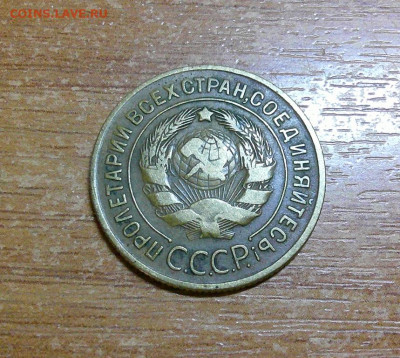 COINS.LAVE.RU
ПРОЛЕТАРИИ ВСЕХ СТРАН, СОЕДИНЯЙТЕСЬ!
С.С.С.Р.